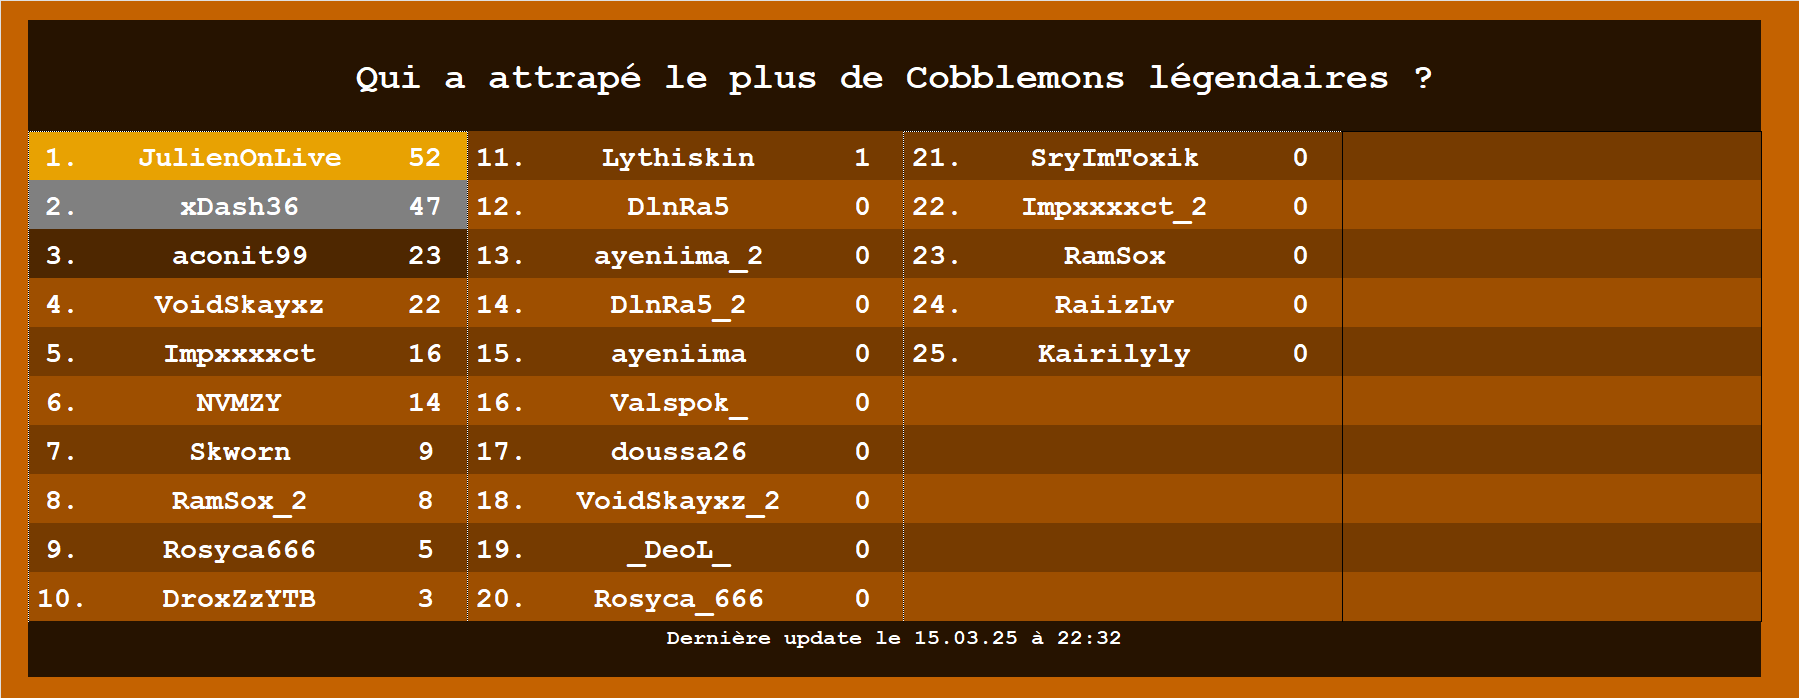 Qui a attrapé le plus de Cobblemons légendaires ?
1. JulienOnLive 52
2. xDash36 47
3. aconit99 23
4. VoidSkayxz 22
5. Impxxxxct 16
6. NVMZY 14
7. Skworn 9
8. RamSox_2 8
9. Rosyca666 5
10. DroxZzYTB 3
11. Lythiskin 1
12. DlnRa5 0
13. ayeniima_2 0
14. DlnRa5_2 0
15. ayeniima 0
16. Valspok_ 0
17. doussa26 0
18. VoidSkayxz_2 0
19. _DeoL_ 0
20. Rosyca_666 0
21. SryImToxik 0
22. Impxxxxct_2 0
23. RamSox 0
24. RaiizLv 0
25. Kairilyly 0
Dernière update le 15.03.25 à 22:32